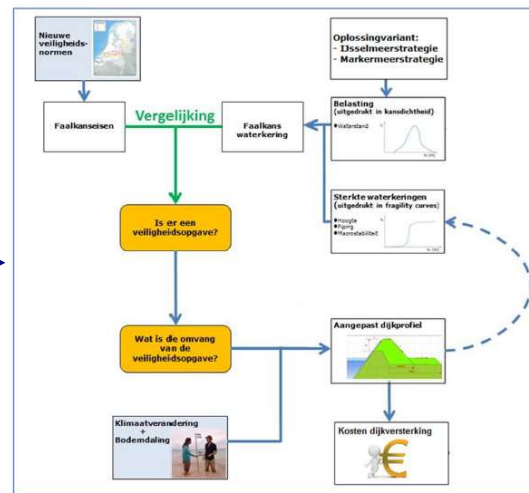 Nieuwe
veiligheids-
normen
Oplossingvariant:
- IJsselmeerstrategie
- Markermeerstrategie
Faalkanseisen
Vergelijking
Faalkans
waterkering
Belasting
(uitgedrukt in kansdichtheid)
Waterstand
Sterkte waterkeringen
(uitgedrukt in fragility curves)
Hoogte
Piping
Macrostabiliteit
Is er een
veiligheidsopgave?
Wat is de omvang
van de
veiligheidsopgave?
Aangepast dijkprofiel
Klimaatverandering
+
Bodemdaling
Kosten dijkversterking
€